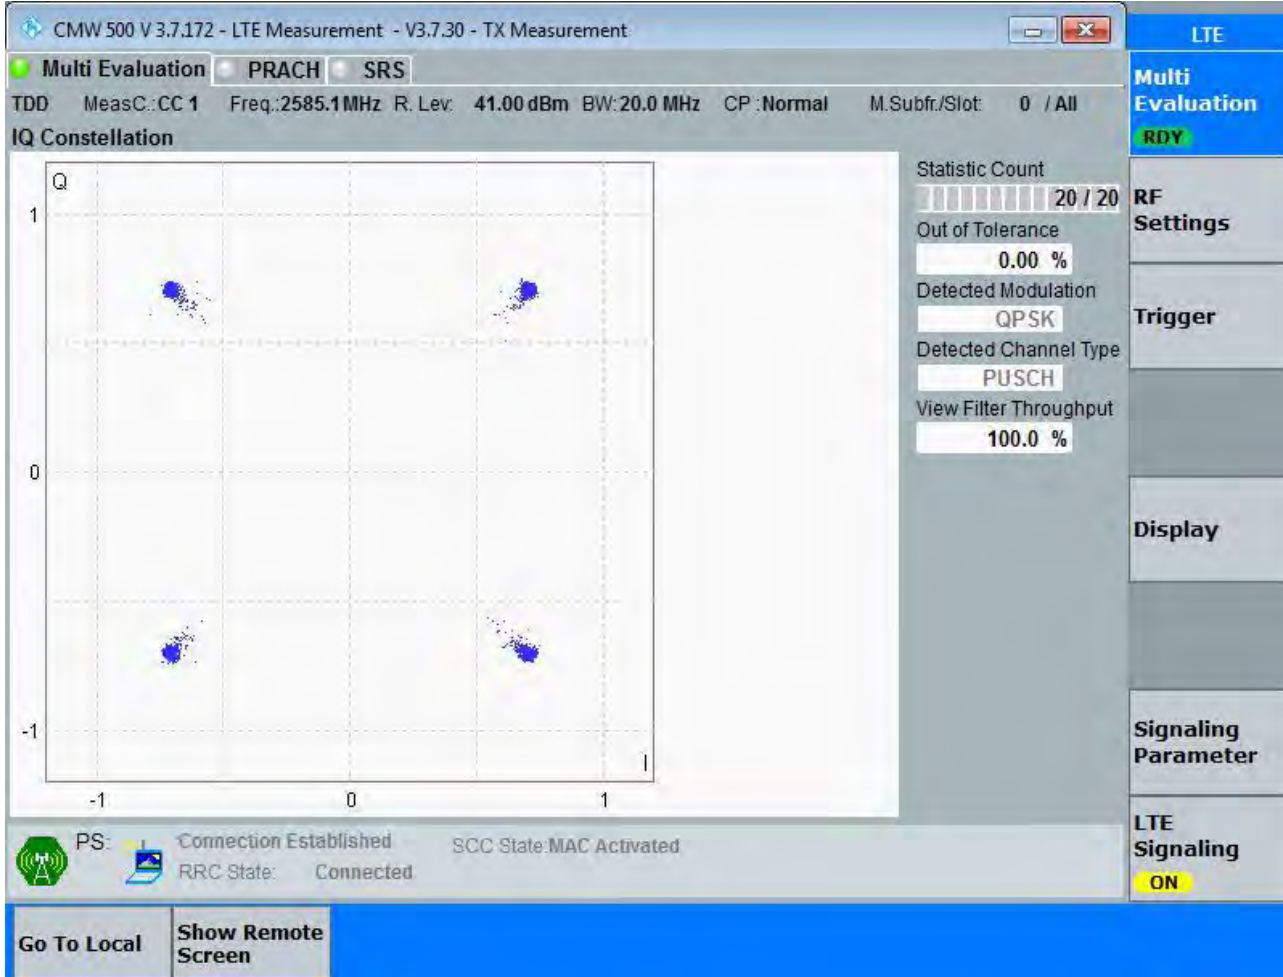 CMW 500 V 3.7.172 - LTE Measurement - V3.7.30 - TX Measurement
LTE
Multi Evaluation PRACH SRS
TDD MeasC.:CC 1 Freq.:2585.1 MHz R. Lev: 41.00 dBm BW:20.0 MHz CP :Normal M.Subfr./Slot: 0 / All
IQ Constellation
Q
1
0
-1
-1 0 1
I
Statistic Count
20 / 20
Out of Tolerance
0.00 %
Detected Modulation
QPSK
Detected Channel Type
PUSCH
View Filter Throughput
100.0 %
Multi
Evaluation
RDY
RF
Settings
Trigger
Display
Signaling
Parameter
LTE
Signaling
ON
PS: Connection Established SCC State:MAC Activated
RRC State: Connected
Go To Local
Show Remote
Screen